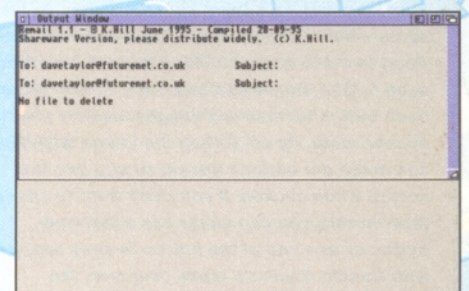 Output Window
Remail 1.1 - © K.Hill June 1995 - Compiled 28-09-95
Shareware Version, please distribute widely. (c) K.Hill.
To: davetaylor@futurenet.co.uk Subject:
To: davetaylor@futurenet.co.uk Subject:
No file to delete